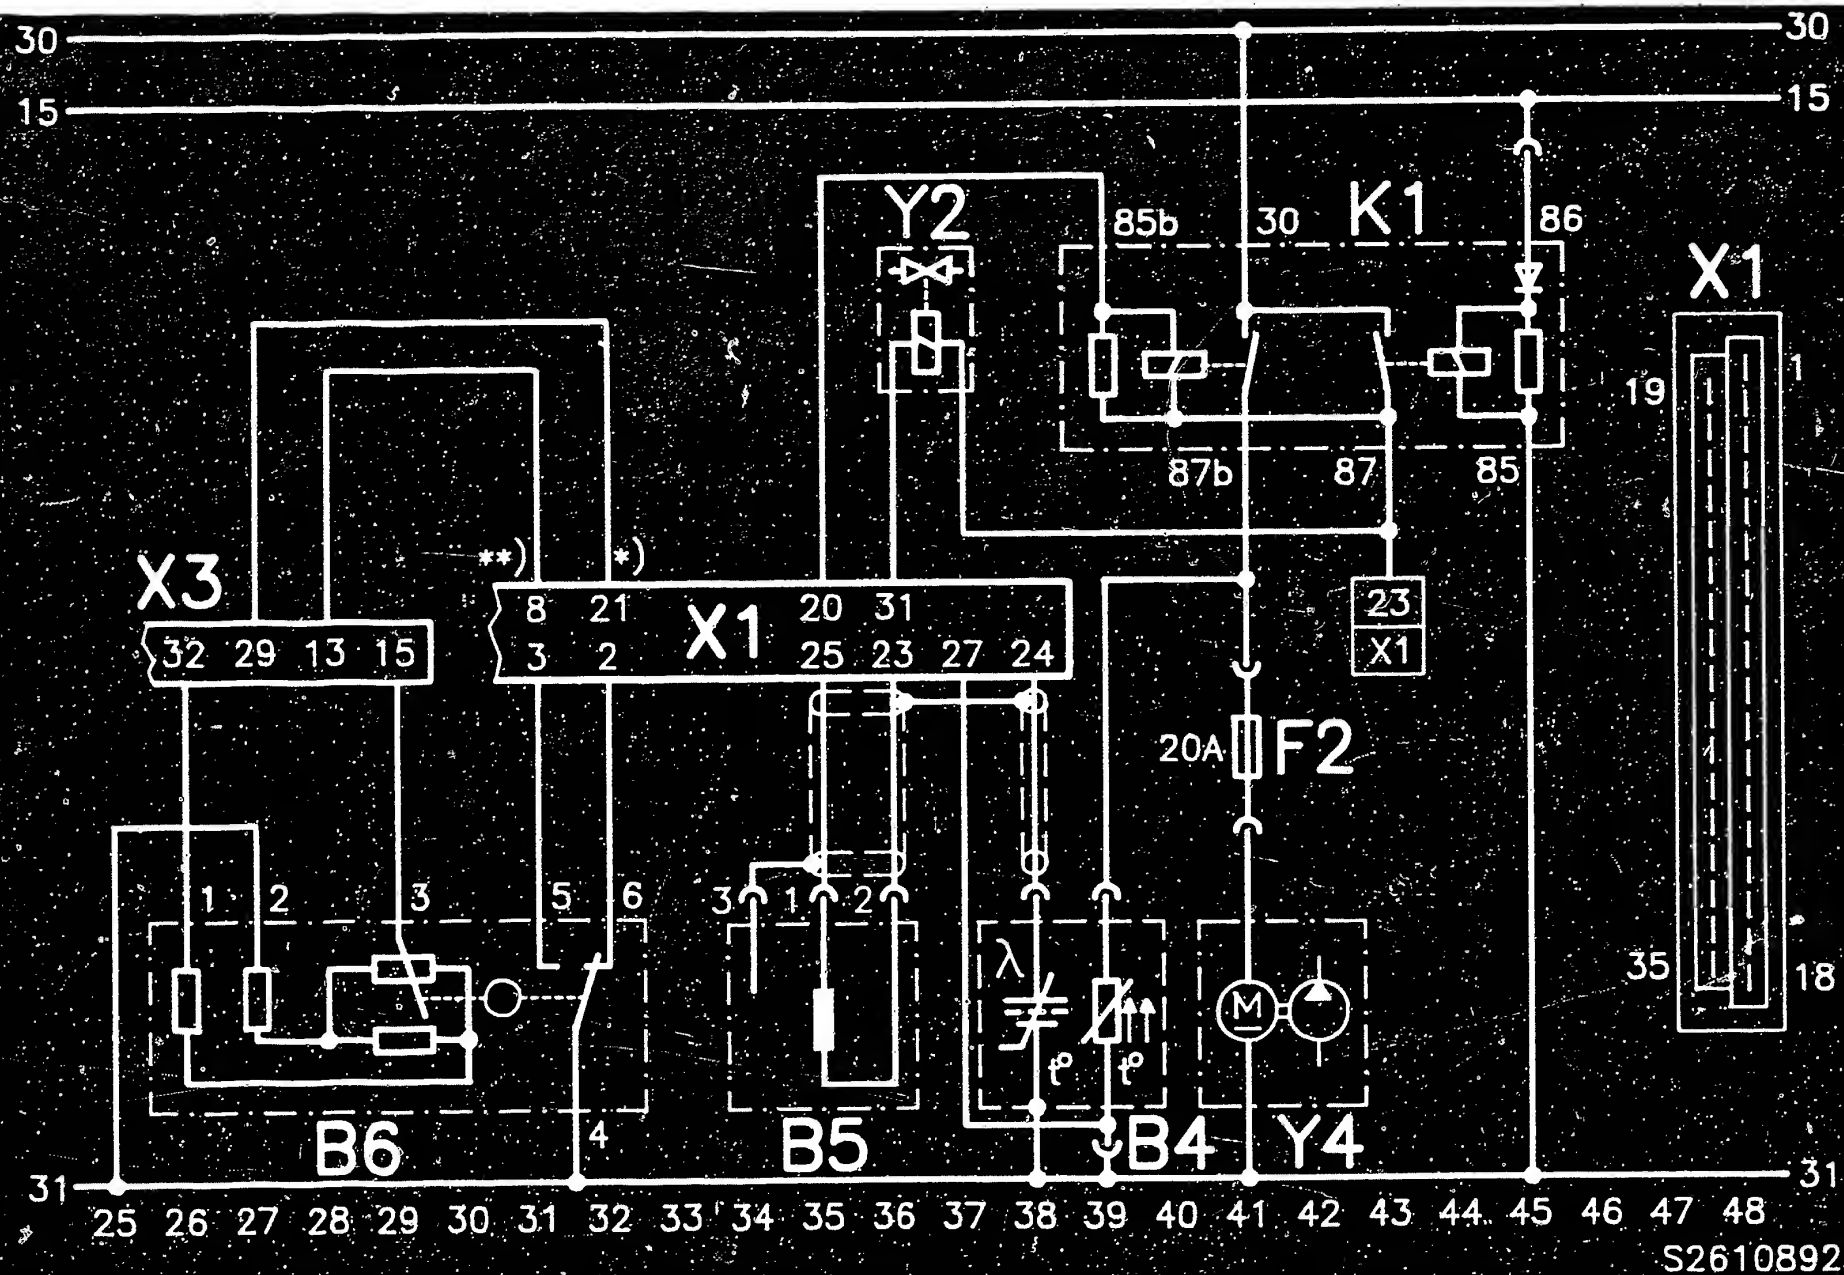 30 30
15 15
Y2 85b 30 K1 86
X1
19 1
87b 87 85
**) *)
X3 8 21 X1 20 31 23
32 29 13 15 3 2 25 23 27 24 X1
20A F2
1 2 3 5 6 3 1 2
λ 35 18
M
t° t°
B6 4 B5 B4 Y4
31 31
25 26 27 28 29 30 31 32 33 34 35 36 37 38 39 40 41 42 43 44 45 46 47 48
S2610892